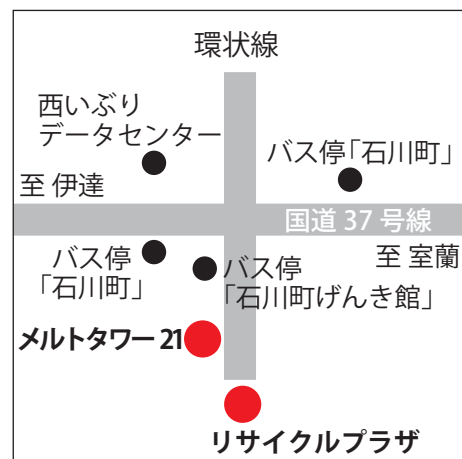 環状線
西いぶり
データセンター
バス停「石川町」
至 伊達
国道 37 号線
至 室蘭
バス停
「石川町」
バス停
「石川町げんき館」
メルトタワー 21
リサイクルプラザ